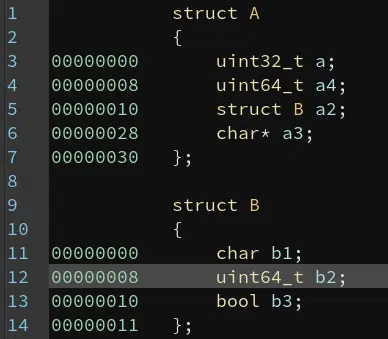 1 struct A
2 {
3 00000000 uint32_t a;
4 00000008 uint64_t a4;
5 00000010 struct B a2;
6 00000028 char* a3;
7 00000030 };
8
9 struct B
10 {
11 00000000 char b1;
12 00000008 uint64_t b2;
13 00000010 bool b3;
14 00000011 };